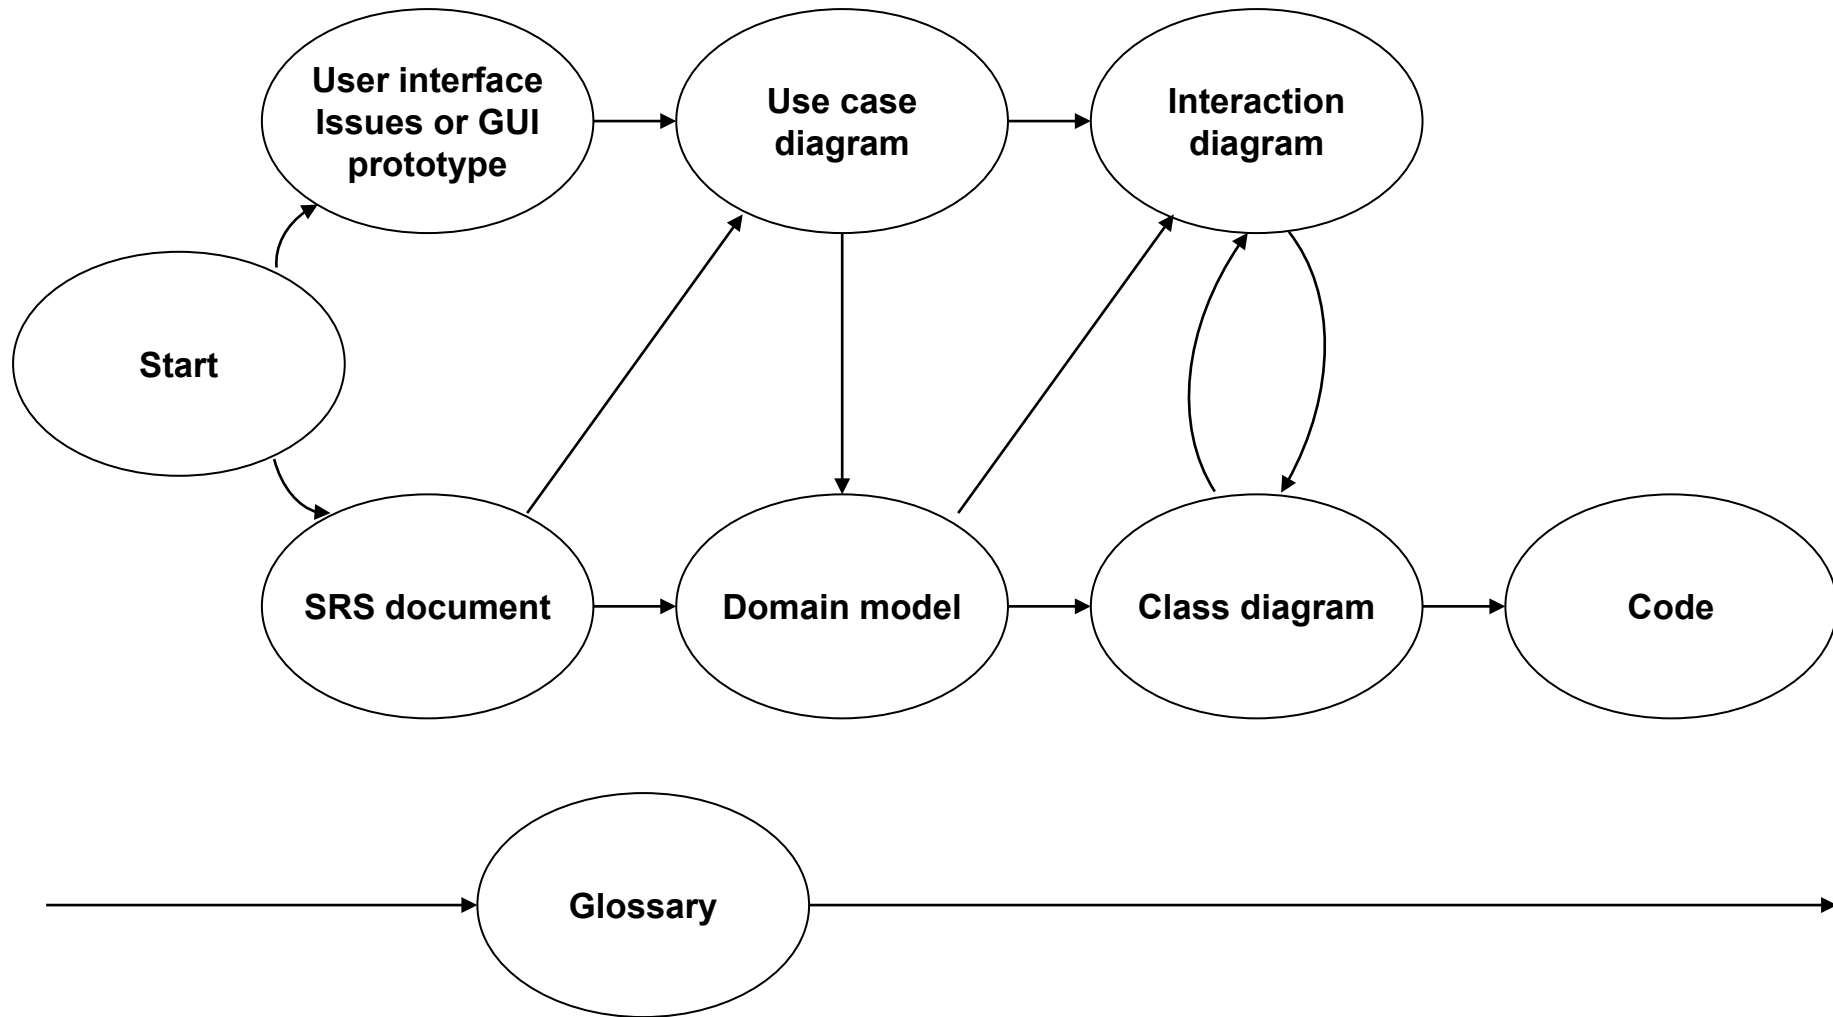 User interface
Issues or GUI
prototype
Use case
diagram
Interaction
diagram
Start
SRS document
Domain model
Class diagram
Code
Glossary